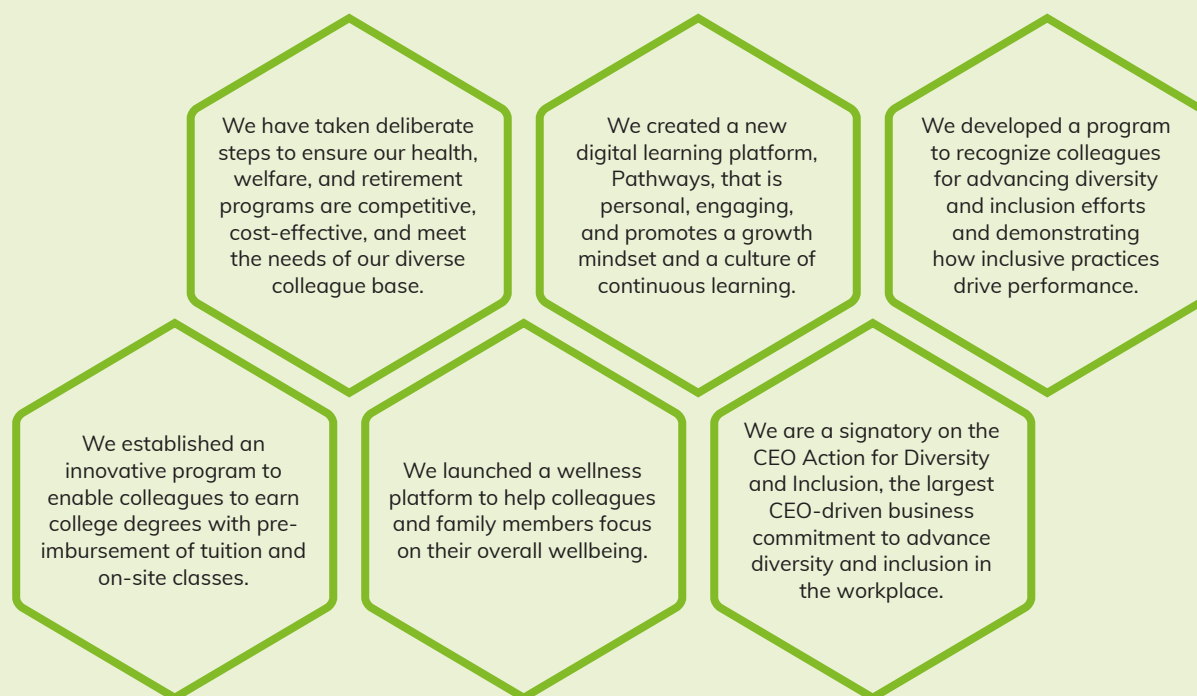 We have taken deliberate
steps to ensure our health,
welfare, and retirement
programs are competitive,
cost-effective, and meet
the needs of our diverse
colleague base.
We created a new
digital learning platform,
Pathways, that is
personal, engaging,
and promotes a growth
mindset and a culture of
continuous learning.
We developed a program
to recognize colleagues
for advancing diversity
and inclusion efforts
and demonstrating
how inclusive practices
drive performance.
We established an
innovative program to
enable colleagues to earn
college degrees with pre-
imbursement of tuition and
on-site classes.
We launched a wellness
platform to help colleagues
and family members focus
on their overall wellbeing.
We are a signatory on the
CEO Action for Diversity
and Inclusion, the largest
CEO-driven business
commitment to advance
diversity and inclusion in
the workplace.